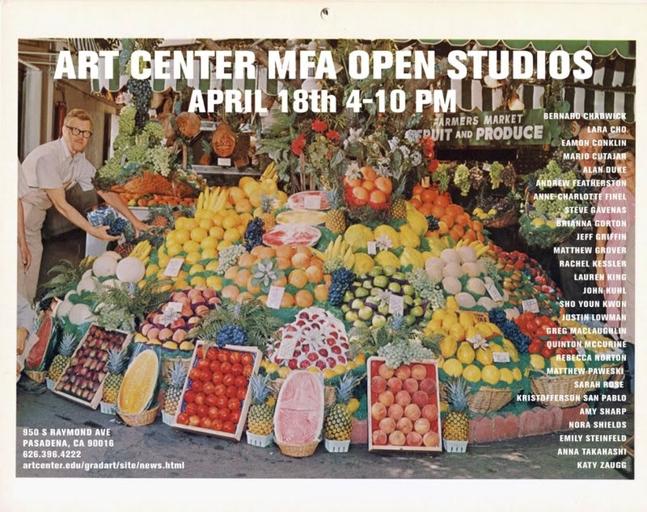 ART CENTER MFA OPEN STUDIOS
APRIL 18th 4-10 PM
FARMERS MARKET
FRUIT AND PRODUCE
BERNARD CHADWICK
LARA CHO
EAMON CONKLIN
MARIO CUTAJAR
ALAN DUKE
ANDREW FEATHERSTON
ANNE-CHARLOTTE FINEL
STEVE GAVENAS
BRIANNA GORTON
JEFF GRIFFIN
MATTHEW GROVER
RACHEL KESSLER
LAUREN KING
JOHN KUHL
SHO YOUN KWON
JUSTIN LOWMAN
GREG MACLAUGHLIN
QUINTON MCCURINE
REBECCA NORTON
MATTHEW PAWESKI
SARAH ROSE
KRISTOFFERSON SAN PABLO
AMY SHARP
NORA SHIELDS
EMILY STEINFELD
ANNA TAKAHASHI
KATY ZAUGG
950 S RAYMOND AVE
PASADENA, CA 90016
626.396.4222
artcenter.edu/gradart/site/news.html